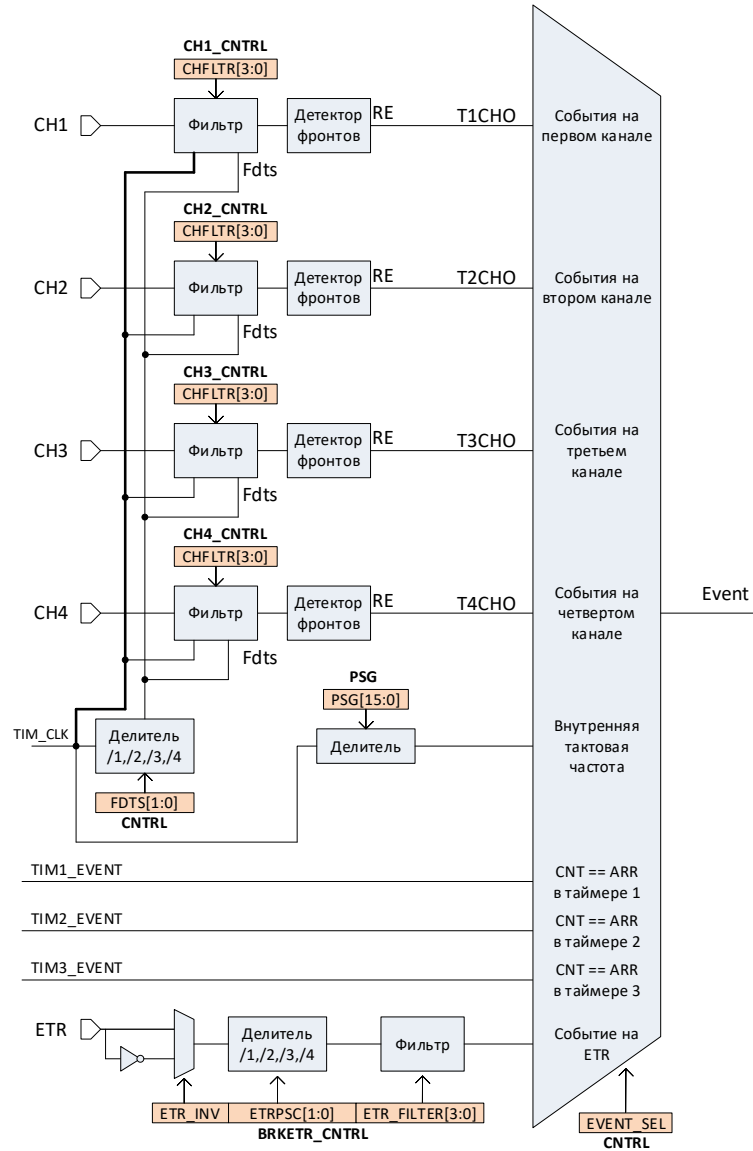 CH1_CNTRL
CHFLTR[3:0]
CH1
Фильтр
Детектор
фронтов
RE
T1CHO
События на
первом канале
Fdts
CH2_CNTRL
CHFLTR[3:0]
CH2
Фильтр
Детектор
фронтов
RE
T2CHO
События на
втором канале
Fdts
CH3_CNTRL
CHFLTR[3:0]
CH3
Фильтр
Детектор
фронтов
RE
T3CHO
События на
третьем
канале
Fdts
CH4_CNTRL
CHFLTR[3:0]
CH4
Фильтр
Детектор
фронтов
RE
T4CHO
События на
четвертом
канале
Event
Fdts
PSG
PSG[15:0]
TIM_CLK
Делитель
/1,/2,/3,/4
Делитель
Внутренняя
тактовая
частота
FDTS[1:0]
CNTRL
TIM1_EVENT
CNT == ARR
в таймере 1
TIM2_EVENT
CNT == ARR
в таймере 2
TIM3_EVENT
CNT == ARR
в таймере 3
ETR
Делитель
/1,/2,/3,/4
Фильтр
Событие на
ETR
ETR_INV
ETRPSC[1:0]
ETR_FILTER[3:0]
BRKETR_CNTRL
EVENT_SEL
CNTRL